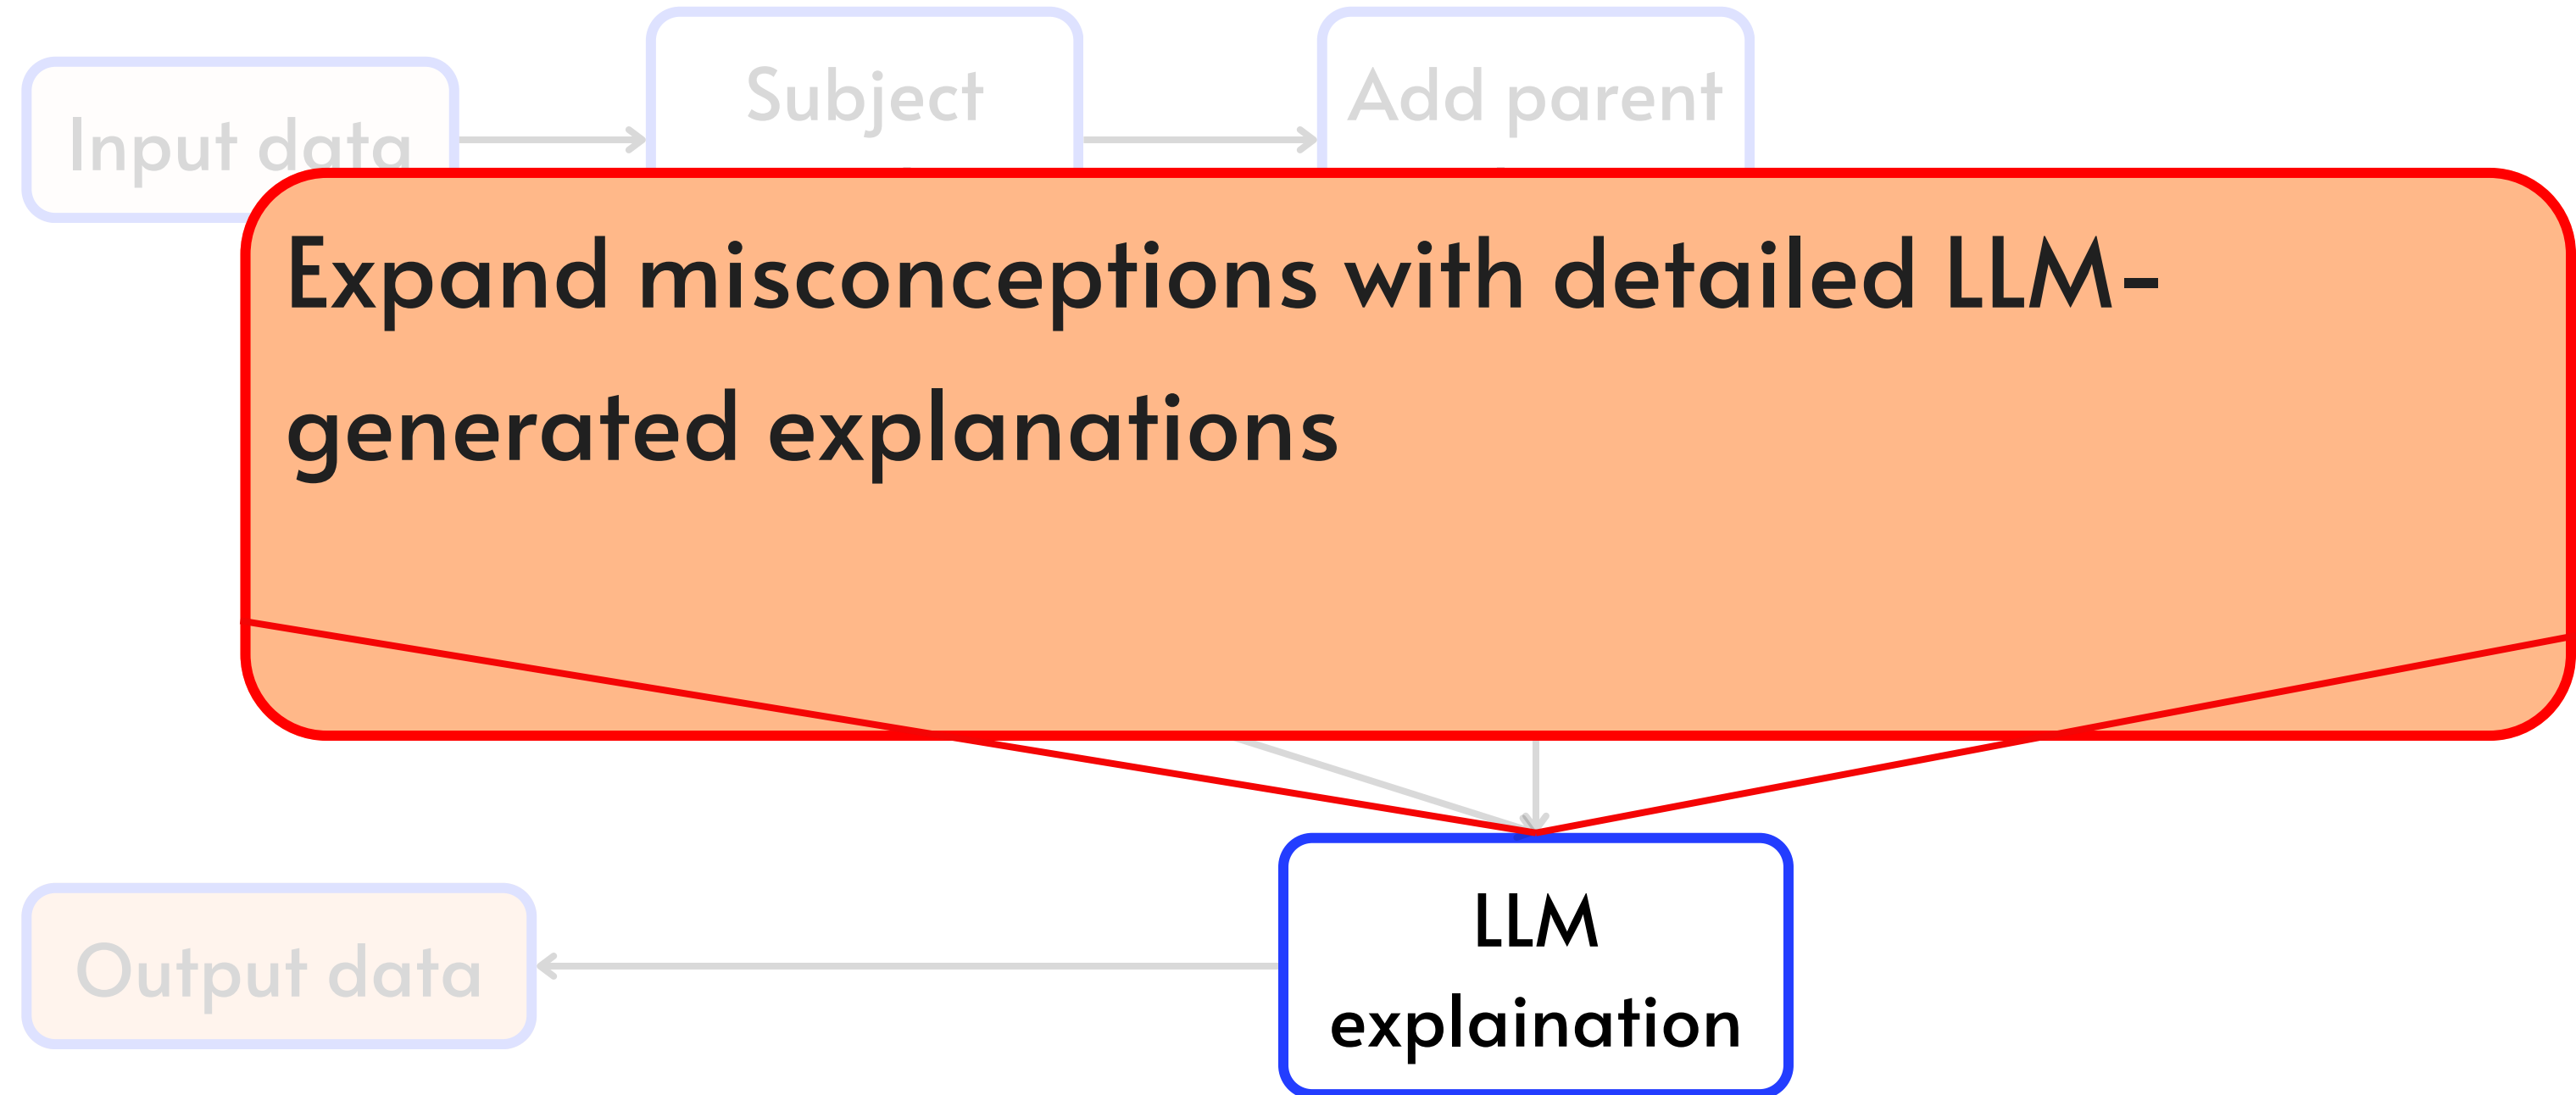 Input data
Subject
Add parent
Expand misconceptions with detailed LLM-
generated explanations
Output data
LLM
explaination